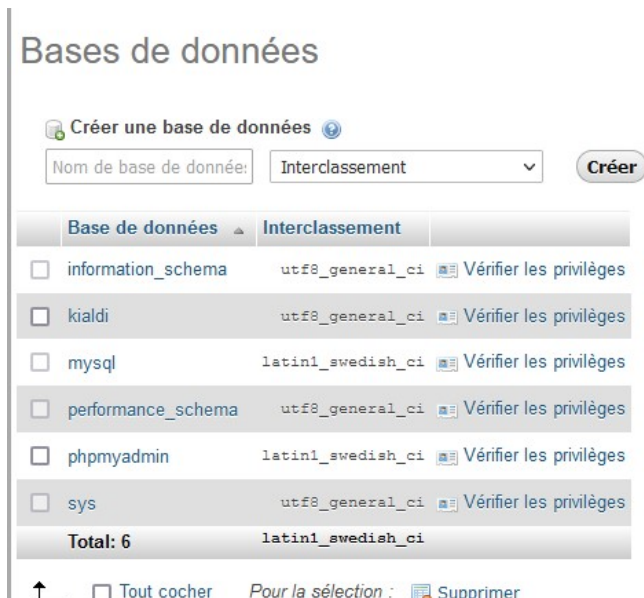 Bases de données
Créer une base de données
Nom de base de donnée: Interclassement Créer
Base de données Interclassement
information_schema utf8_general_ci Vérifier les privilèges
kialdi utf8_general_ci Vérifier les privilèges
mysql latin1_swedish_ci Vérifier les privilèges
performance_schema utf8_general_ci Vérifier les privilèges
phpmyadmin latin1_swedish_ci Vérifier les privilèges
sys utf8_general_ci Vérifier les privilèges
Total: 6 latin1_swedish_ci
Tout cocher Pour la sélection : Supprimer